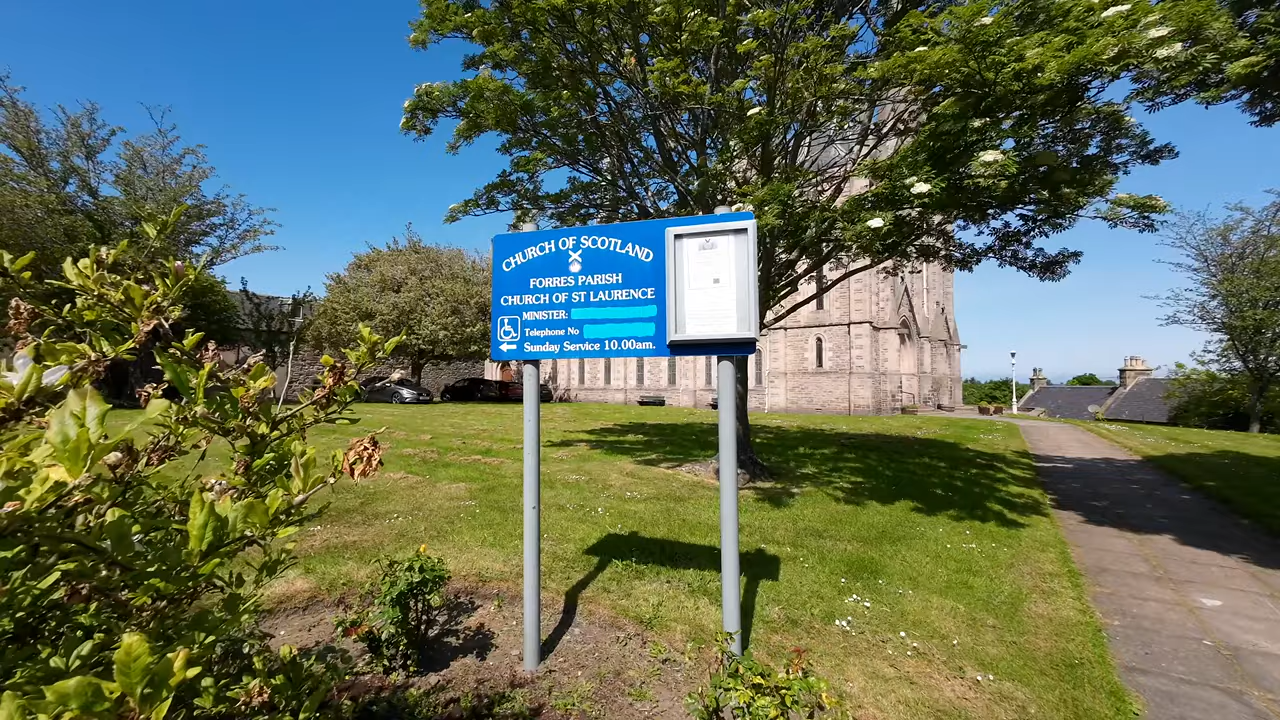 CHURCH OF SCOTLAND
FORRES PARISH
CHURCH OF ST LAURENCE
MINISTER:
Telephone No
Sunday Service 10.00am.